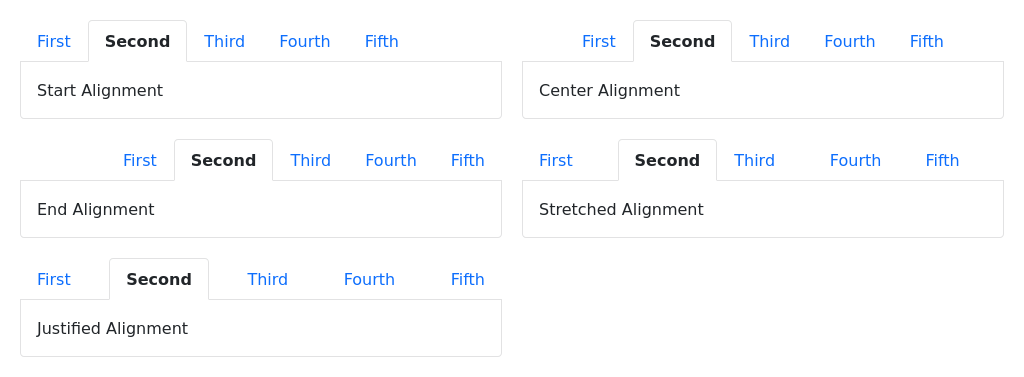 First Second Third Fourth Fifth
Start Alignment
First Second Third Fourth Fifth
Center Alignment
First Second Third Fourth Fifth
End Alignment
First Second Third Fourth Fifth
Stretched Alignment
First Second Third Fourth Fifth
Justified Alignment